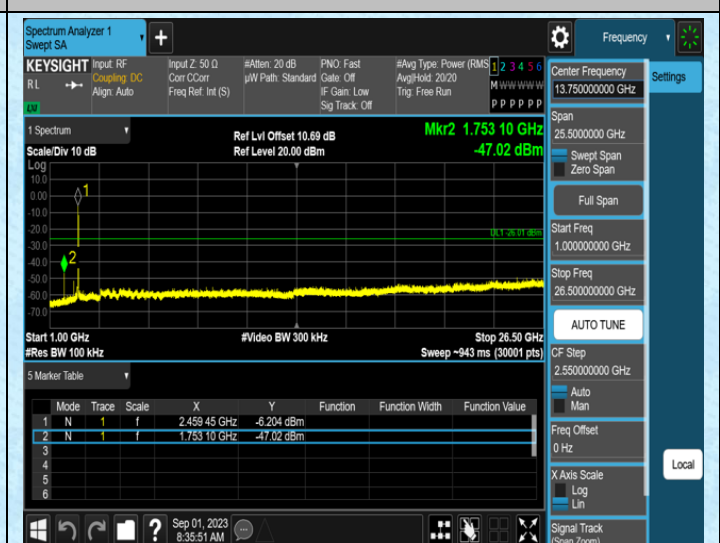 Spectrum Analyzer 1
Swept SA
+
Frequency
KEYSIGHT Input: RF Input Z: 50 Ω #Atten: 20 dB PNO: Fast #Avg Type: Power (RMS 1 2 3 4 5 6
RL Coupling: DC Corr CCorr µW Path: Standard Gate: Off Avg|Hold: 20/20 M W W W W W
Align: Auto Freq Ref: Int (S) IF Gain: Low Trig: Free Run
LXI Sig Track: Off P P P P P P
1 Spectrum
Ref Lvl Offset 10.69 dB Mkr2 1.753 10 GHz
Scale/Div 10 dB Ref Level 20.00 dBm -47.02 dBm
Log
10.0
0.00
-10.0
-20.0
-30.0
-40.0
-50.0
-60.0
-70.0
1
DL1 -26.01 dBm
2
Start 1.00 GHz #Video BW 300 kHz Stop 26.50 GHz
#Res BW 100 kHz Sweep ~943 ms (30001 pts)
5 Marker Table
Mode Trace Scale X Y Function Function Width Function Value
1 N 1 f 2.459 45 GHz -6.204 dBm
2 N 1 f 1.753 10 GHz -47.02 dBm
3
4
5
6
?
Sep 01, 2023
8:35:51 AM
Center Frequency
13.750000000 GHz
Settings
Span
25.5000000 GHz
Swept Span
Zero Span
Full Span
Start Freq
1.000000000 GHz
Stop Freq
26.500000000 GHz
AUTO TUNE
CF Step
2.550000000 GHz
Auto
Man
Freq Offset
0 Hz
Local
X Axis Scale
Log
Lin
Signal Track
(Span Zoom)